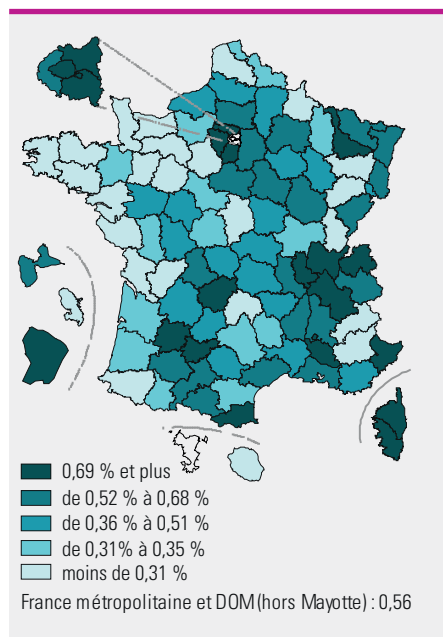 0,69 % et plus
de 0,52 % à 0,68 %
de 0,36 % à 0,51 %
de 0,31% à 0,35 %
moins de 0,31 %
France métropolitaine et DOM (hors Mayotte) : 0,56